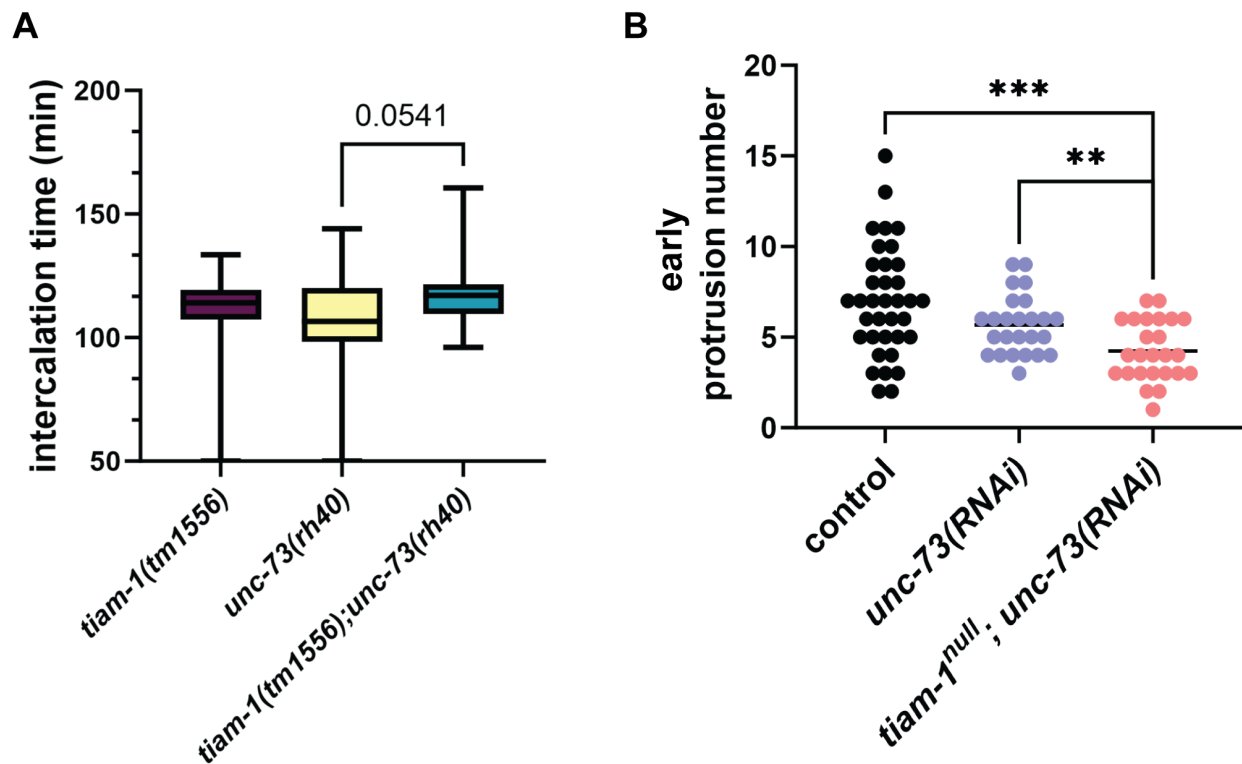 A
intercalation time (min)
200
150
100
50
0.0541
tiam-1(tm1556)
unc-73(rh40)
tiam-1(tm1556);unc-73(rh40)
B
early
protrusion number
20
15
10
5
0
***
**
control
unc-73(RNAi)
tiam-1null; unc-73(RNAi)